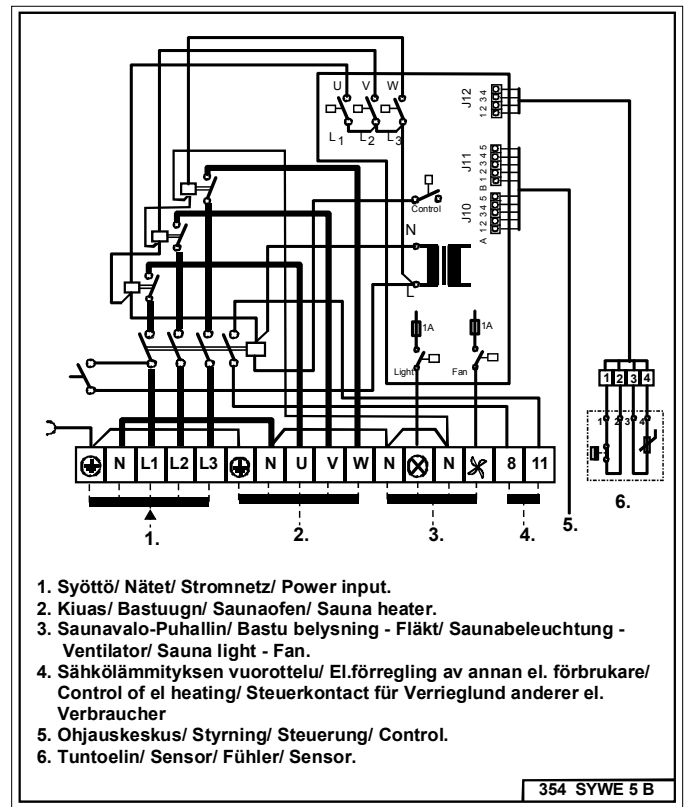 U V W
L1 L2 L3
J12
1 2 3 4
J11
B 1 2 3 4 5
J10
A 1 2 3 4 5
Control
N
L
1A 1A
Light Fan
1 2 3 4
1 2 3 4
6.
N L1 L2 L3 N U V W N N 8 11
1. 2. 3. 4. 5.
1. Syöttö/ Nätet/ Stromnetz/ Power input.
2. Kiuas/ Bastuugn/ Saunaofen/ Sauna heater.
3. Saunavalo-Puhallin/ Bastu belysning - Fläkt/ Saunabeleuchtung -
Ventilator/ Sauna light - Fan.
4. Sähkölämmityksen vuorottelu/ El.förregling av annan el. förbrukare/
Control of el heating/ Steuerkontact für Verrieglund anderer el.
Verbraucher
5. Ohjauskeskus/ Styrning/ Steuerung/ Control.
6. Tuntoelin/ Sensor/ Fühler/ Sensor.
354 SYWE 5 B